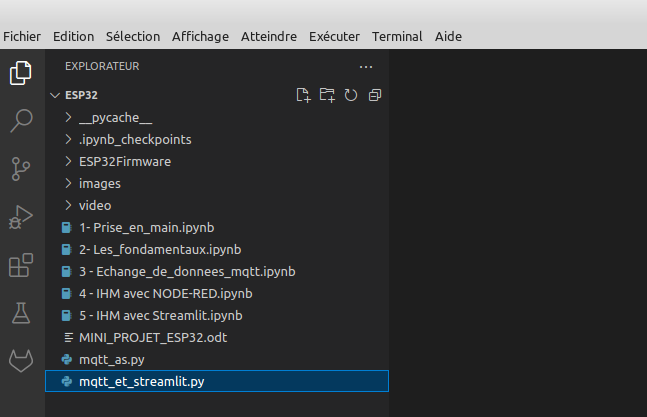 Fichier Edition Sélection Affichage Atteindre Exécuter Terminal Aide
EXPLORATEUR
ESP32
__pycache__
.ipynb_checkpoints
ESP32Firmware
images
video
1- Prise_en_main.ipynb
2- Les_fondamentaux.ipynb
3 - Echange_de_donnees_mqtt.ipynb
4 - IHM avec NODE-RED.ipynb
5 - IHM avec Streamlit.ipynb
MINI_PROJET_ESP32.odt
mqtt_as.py
mqtt_et_streamlit.py